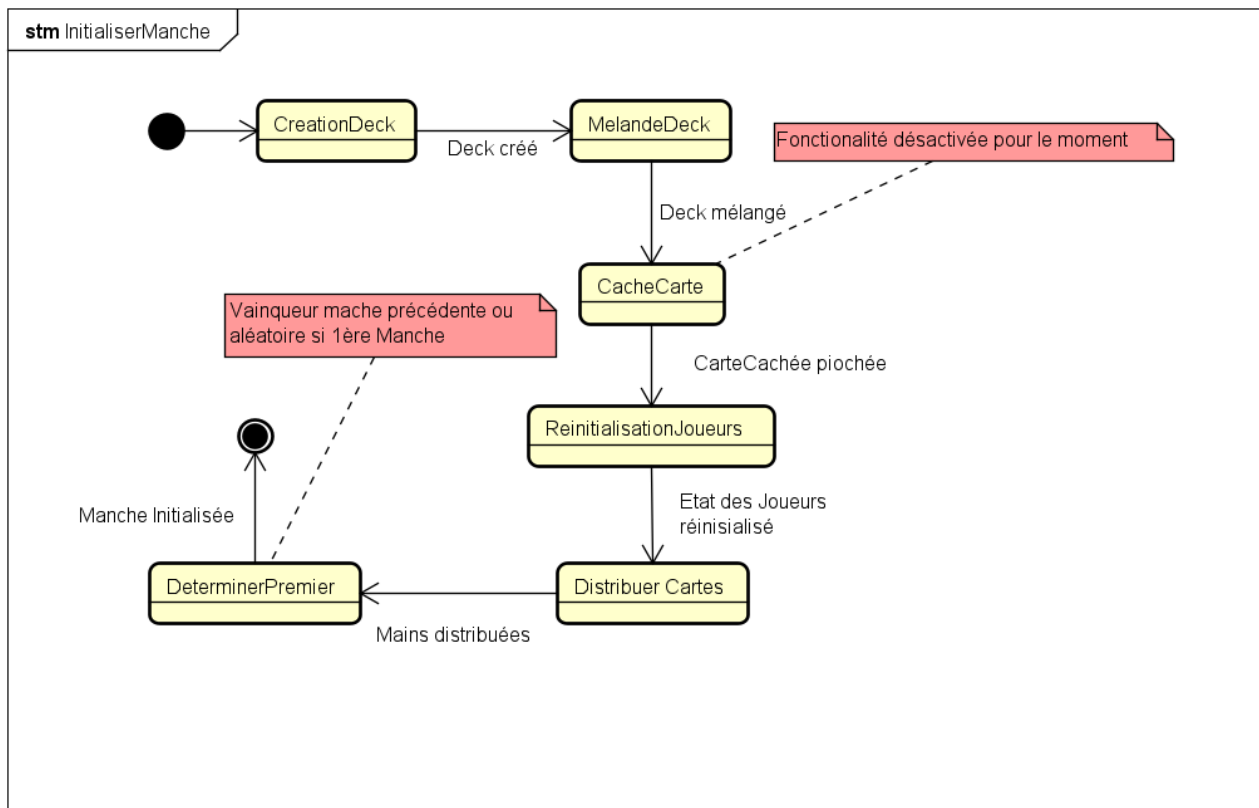 stm InitialiserManche
CreationDeck
Deck créé
MelandeDeck
Fonctionalité désactivée pour le moment
Deck mélangé
CacheCarte
Vainqueur mache précédente ou
aléatoire si 1ère Manche
CarteCachée piochée
ReinitialisationJoueurs
Etat des Joueurs
réinisialisé
Manche Initialisée
DeterminerPremier
Distribuer Cartes
Mains distribuées